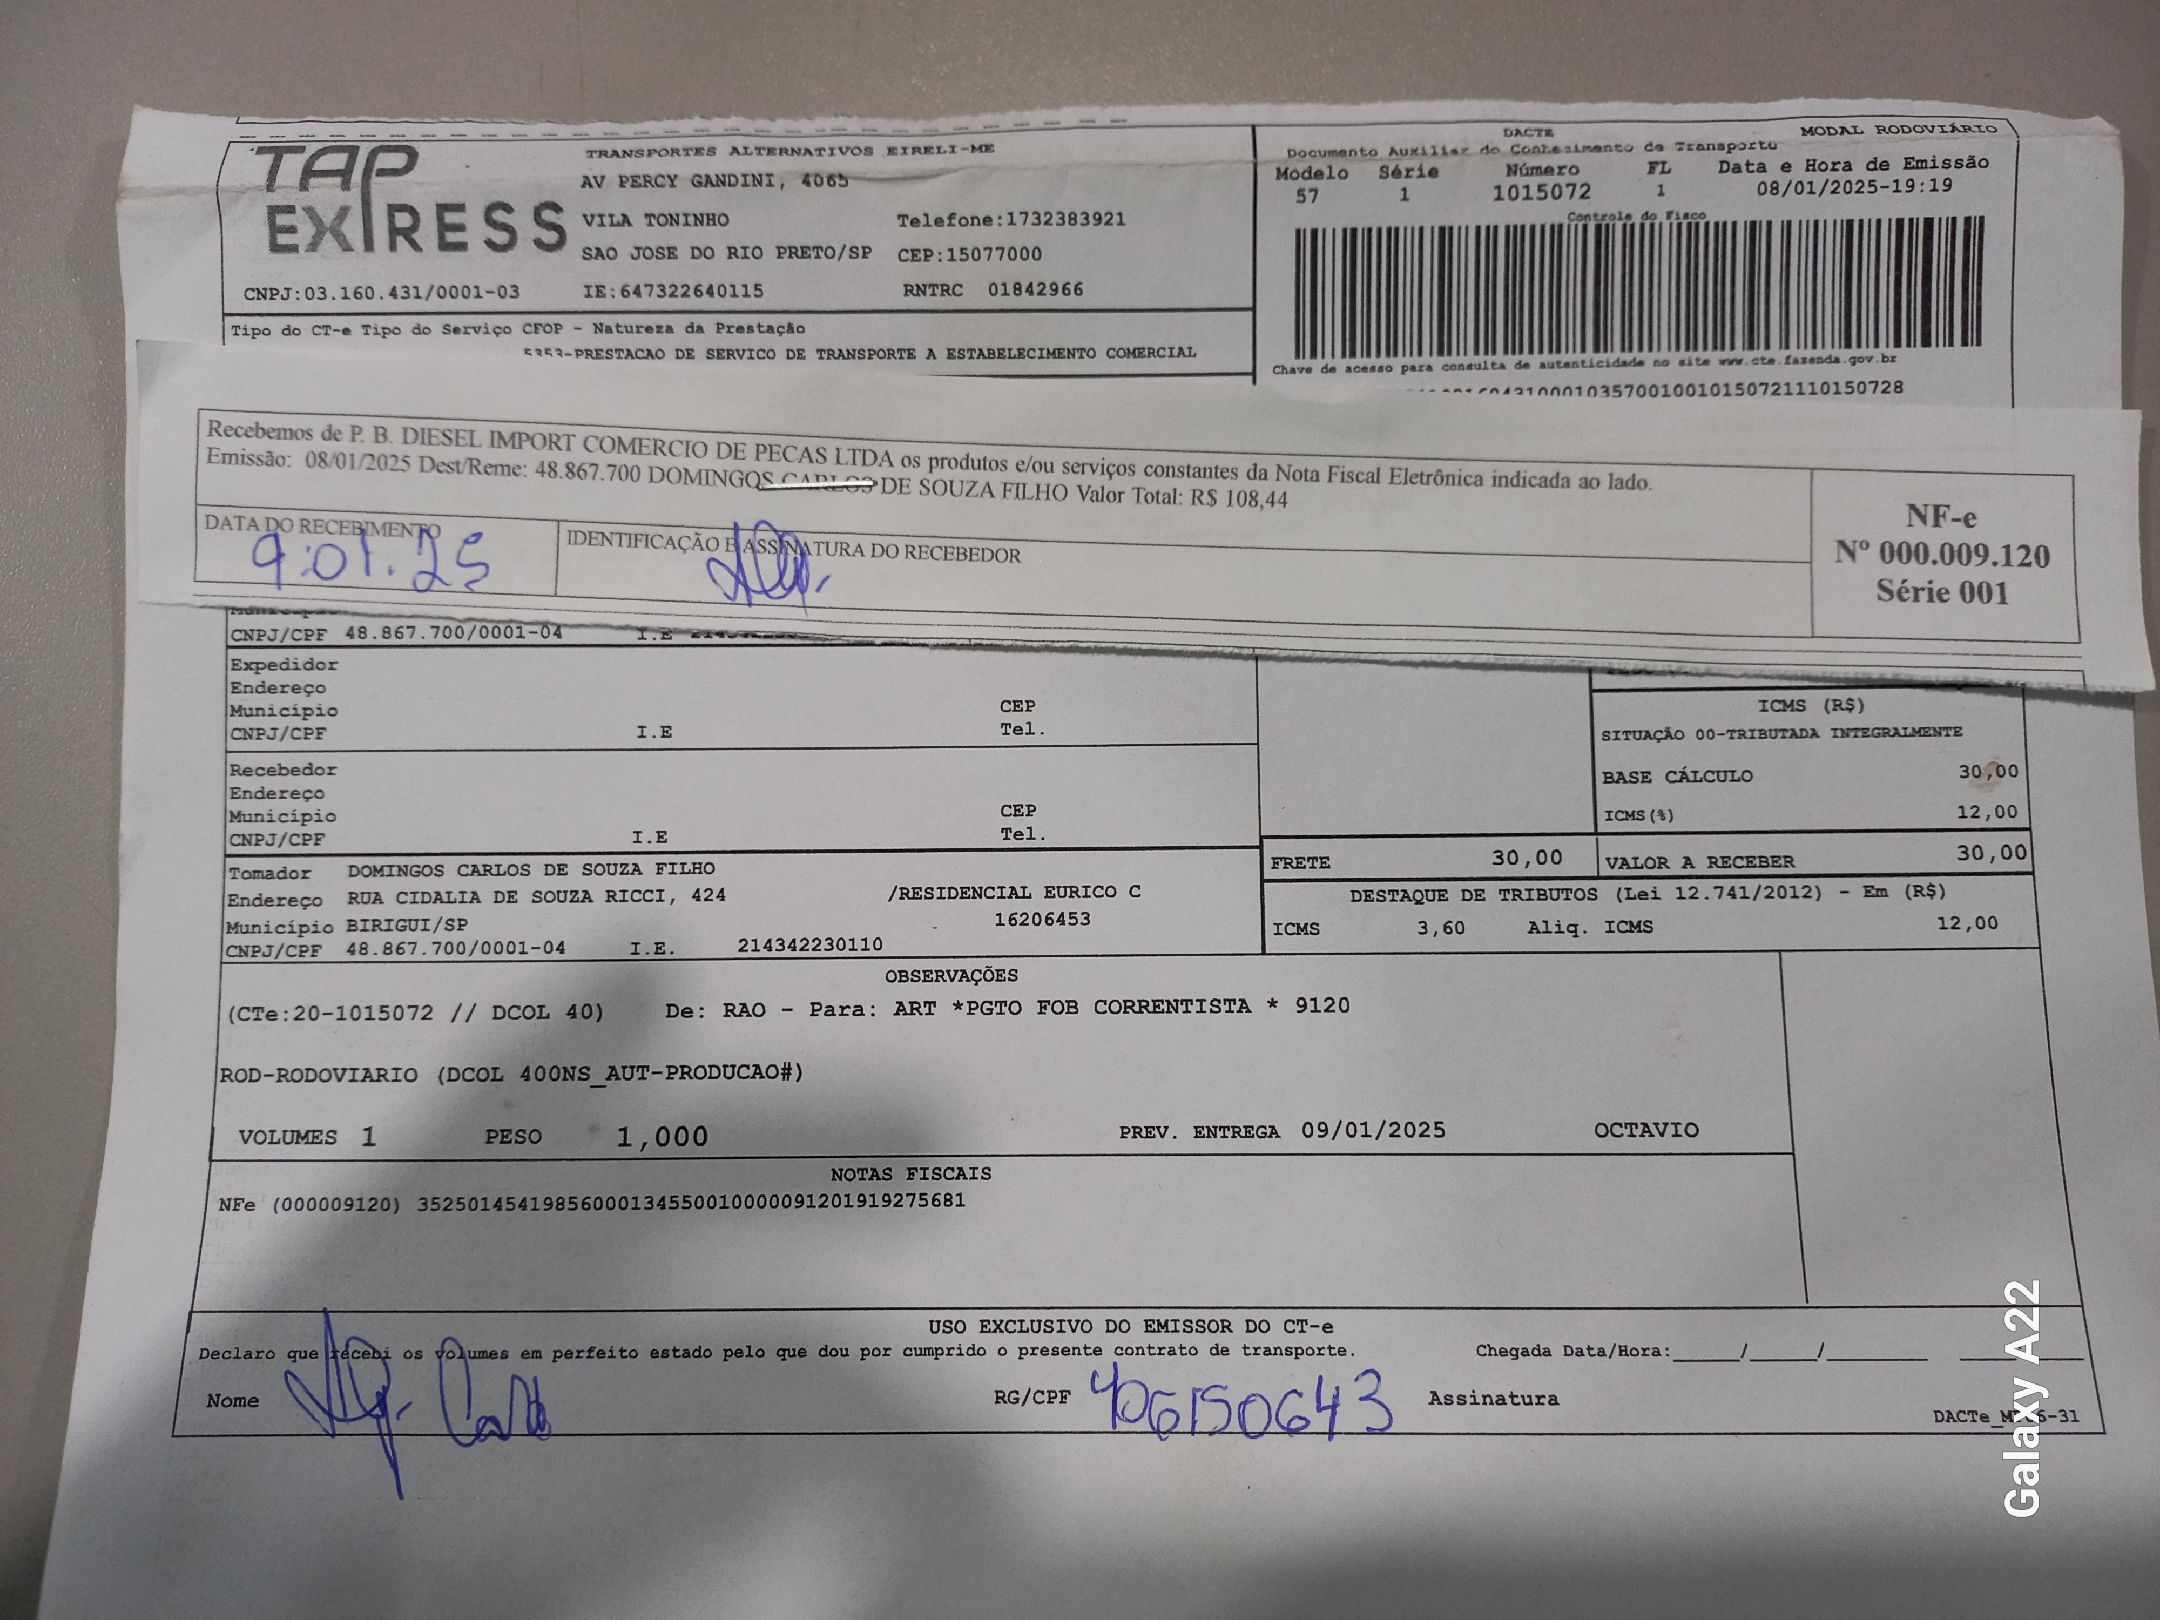 TAP EXPRESS
TRANSPORTES ALTERNATIVOS EIRELI-ME
AV PERCY GANDINI, 4065
VILA TONINHO Telefone:1732383921
SAO JOSE DO RIO PRETO/SP CEP:15077000
CNPJ:03.160.431/0001-03 IE:647322640115 RNTRC 01842966
DACTE MODAL RODOVIÁRIO
Documento Auxiliar do Conhecimento de Transporte
Modelo Série Número FL Data e Hora de Emissão
57 1 1015072 1 08/01/2025-19:19
Controle do Fisco
Chave de acesso para consulta de autenticidade no site www.cte.fazenda.gov.br
Tipo do CT-e Tipo do Serviço CFOP - Natureza da Prestação
5353-PRESTACAO DE SERVICO DE TRANSPORTE A ESTABELECIMENTO COMERCIAL
Recebemos de P. B. DIESEL IMPORT COMERCIO DE PECAS LTDA os produtos e/ou serviços constantes da Nota Fiscal Eletrônica indicada ao lado.
Emissão: 08/01/2025 Dest/Reme: 48.867.700 DOMINGOS CARLOS DE SOUZA FILHO Valor Total: R$ 108,44
DATA DO RECEBIMENTO
9.01.25
IDENTIFICAÇÃO E ASSINATURA DO RECEBEDOR
NF-e
Nº 000.009.120
Série 001
CNPJ/CPF 48.867.700/0001-04 I.E
Expedidor
Endereço
Município CEP
CNPJ/CPF I.E Tel.
Recebedor
Endereço
Município CEP
CNPJ/CPF I.E Tel.
ICMS (R$)
SITUAÇÃO 00-TRIBUTADA INTEGRALMENTE
BASE CÁLCULO 30,00
ICMS(%) 12,00
FRETE 30,00 VALOR A RECEBER 30,00
DESTAQUE DE TRIBUTOS (Lei 12.741/2012) - Em (R$)
ICMS 3,60 Aliq. ICMS 12,00
Tomador DOMINGOS CARLOS DE SOUZA FILHO
Endereço RUA CIDALIA DE SOUZA RICCI, 424 /RESIDENCIAL EURICO C
Município BIRIGUI/SP 16206453
CNPJ/CPF 48.867.700/0001-04 I.E. 214342230110
OBSERVAÇÕES
(CTe:20-1015072 // DCOL 40) De: RAO - Para: ART *PGTO FOB CORRENTISTA * 9120
ROD-RODOVIARIO (DCOL 400NS_AUT-PRODUCAO#)
VOLUMES 1 PESO 1,000 PREV. ENTREGA 09/01/2025 OCTAVIO
NOTAS FISCAIS
NFe (000009120) 35250145419856000134550010000091201919275681
USO EXCLUSIVO DO EMISSOR DO CT-e
Declaro que recebi os volumes em perfeito estado pelo que dou por cumprido o presente contrato de transporte. Chegada Data/Hora:_____/_____/_____
Nome RG/CPF 406150643 Assinatura
Galaxy A22